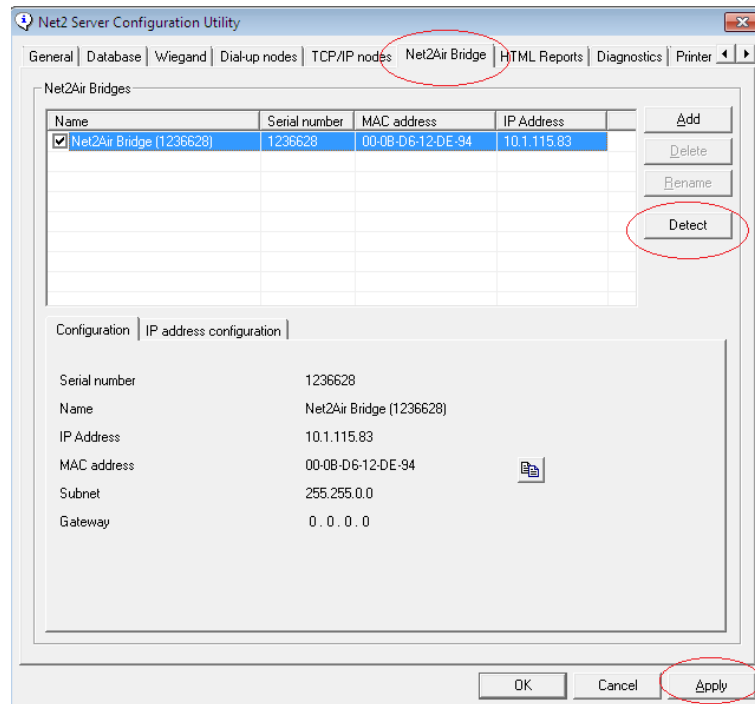 Net2 Server Configuration Utility
General Database Wiegand Dial-up nodes TCP/IP nodes Net2Air Bridge HTML Reports Diagnostics Printer
Net2Air Bridges
Name Serial number MAC address IP Address
Net2Air Bridge (1236628) 1236628 00-0B-D6-12-DE-94 10.1.115.83
Add
Delete
Rename
Detect
Configuration IP address configuration
Serial number 1236628
Name Net2Air Bridge (1236628)
IP Address 10.1.115.83
MAC address 00-0B-D6-12-DE-94
Subnet 255.255.0.0
Gateway 0 . 0 . 0 . 0
OK Cancel Apply